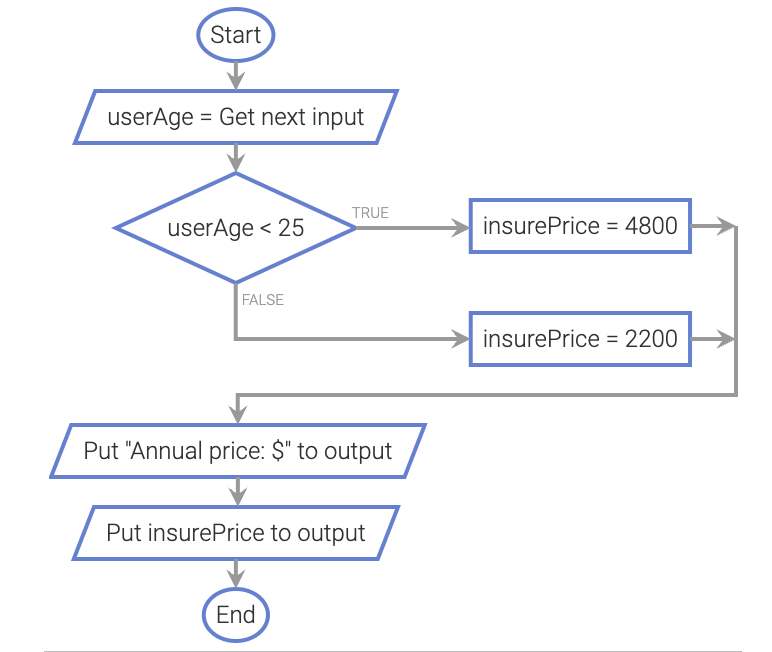 Start
userAge = Get next input
userAge < 25
TRUE
insurePrice = 4800
FALSE
insurePrice = 2200
Put "Annual price: $" to output
Put insurePrice to output
End